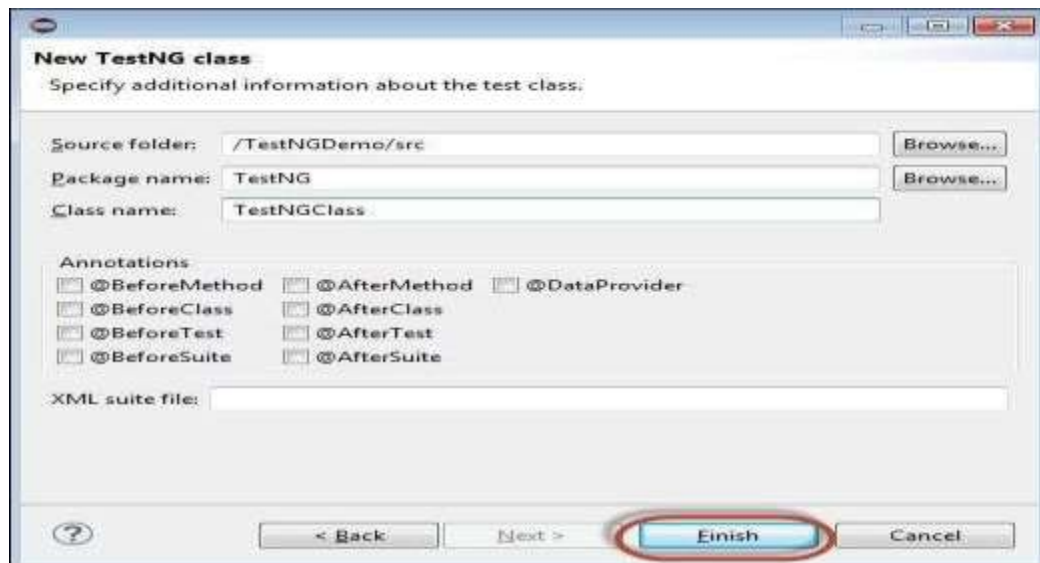 New TestNG class
Specify additional information about the test class.
Source folder: /TestNGDemo/src Browse...
Package name: TestNG Browse...
Class name: TestNGClass
Annotations
@BeforeMethod @AfterMethod @DataProvider
@BeforeClass @AfterClass
@BeforeTest @AfterTest
@BeforeSuite @AfterSuite
XML suite file:
? < Back Next > Finish Cancel